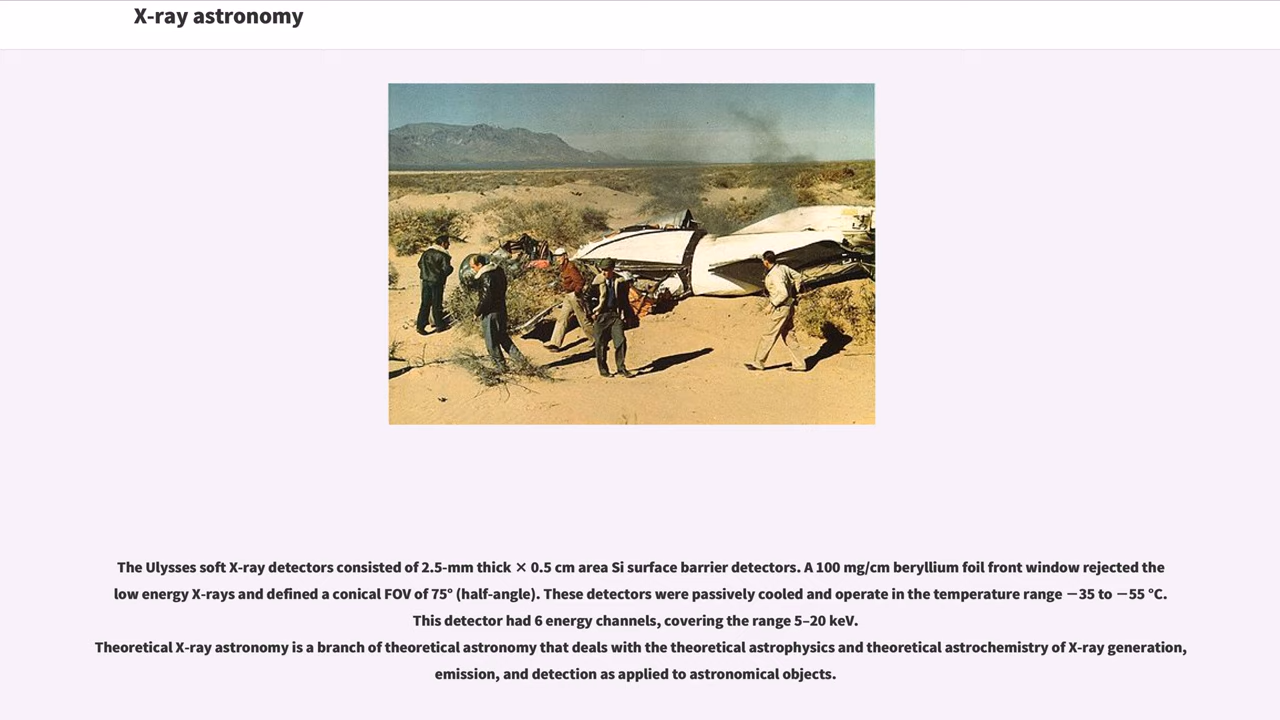 X-ray astronomy
The Ulysses soft X-ray detectors consisted of 2.5-mm thick × 0.5 cm area Si surface barrier detectors. A 100 mg/cm beryllium foil front window rejected the
low energy X-rays and defined a conical FOV of 75° (half-angle). These detectors were passively cooled and operate in the temperature range −35 to −55 °C.
This detector had 6 energy channels, covering the range 5–20 keV.
Theoretical X-ray astronomy is a branch of theoretical astronomy that deals with the theoretical astrophysics and theoretical astrochemistry of X-ray generation,
emission, and detection as applied to astronomical objects.